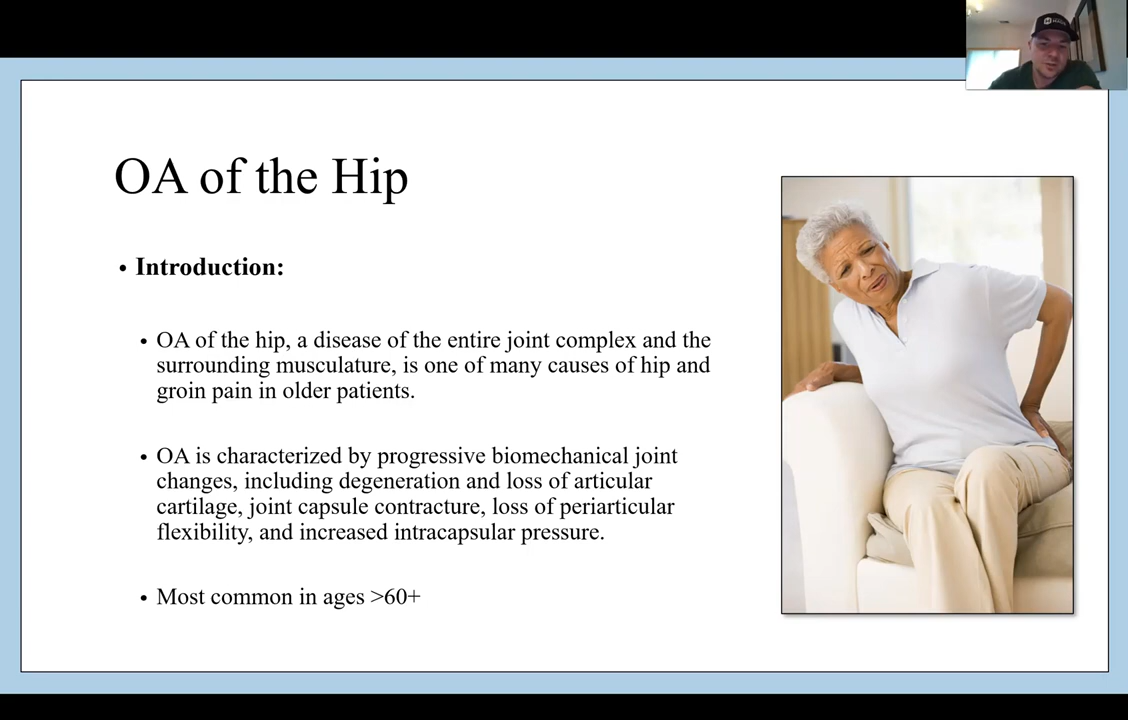 OA of the Hip
• Introduction:
• OA of the hip, a disease of the entire joint complex and the
surrounding musculature, is one of many causes of hip and
groin pain in older patients.
• OA is characterized by progressive biomechanical joint
changes, including degeneration and loss of articular
cartilage, joint capsule contracture, loss of periarticular
flexibility, and increased intracapsular pressure.
• Most common in ages >60+